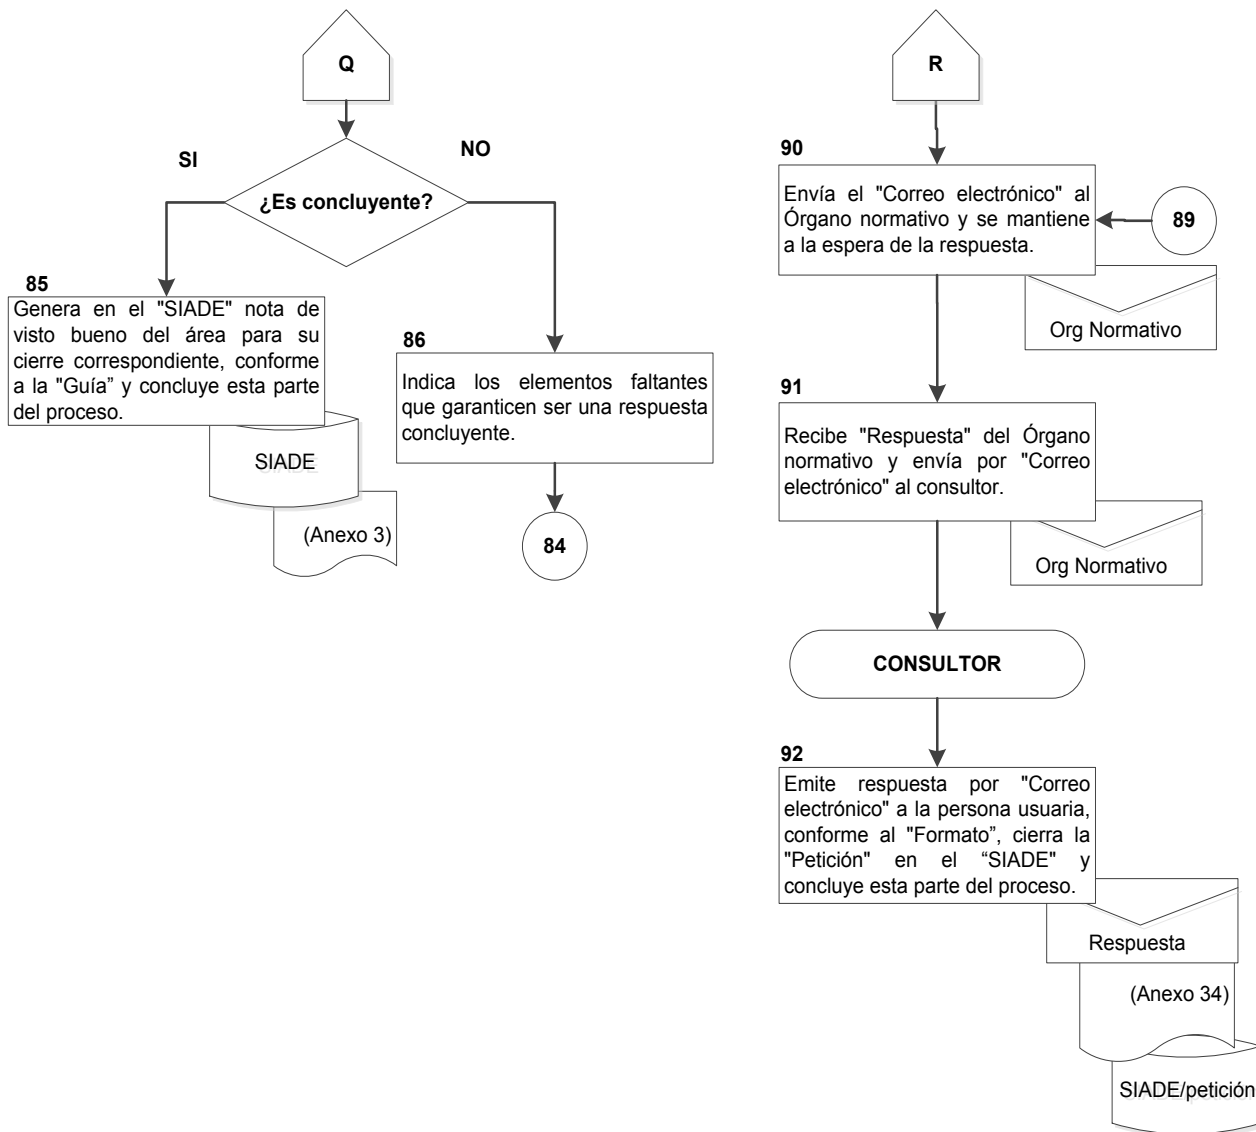 Q
SI
NO
¿Es concluyente?
85
Genera en el "SIADE" nota de
visto bueno del área para su
cierre correspondiente, conforme
a la "Guía” y concluye esta parte
del proceso.
SIADE
(Anexo 3)
86
Indica los elementos faltantes
que garanticen ser una respuesta
concluyente.
84
R
90
Envía el "Correo electrónico" al
Órgano normativo y se mantiene
a la espera de la respuesta.
89
Org Normativo
91
Recibe "Respuesta" del Órgano
normativo y envía por "Correo
electrónico" al consultor.
Org Normativo
CONSULTOR
92
Emite respuesta por "Correo
electrónico" a la persona usuaria,
conforme al "Formato”, cierra la
"Petición" en el “SIADE" y
concluye esta parte del proceso.
Respuesta
(Anexo 34)
SIADE/petición